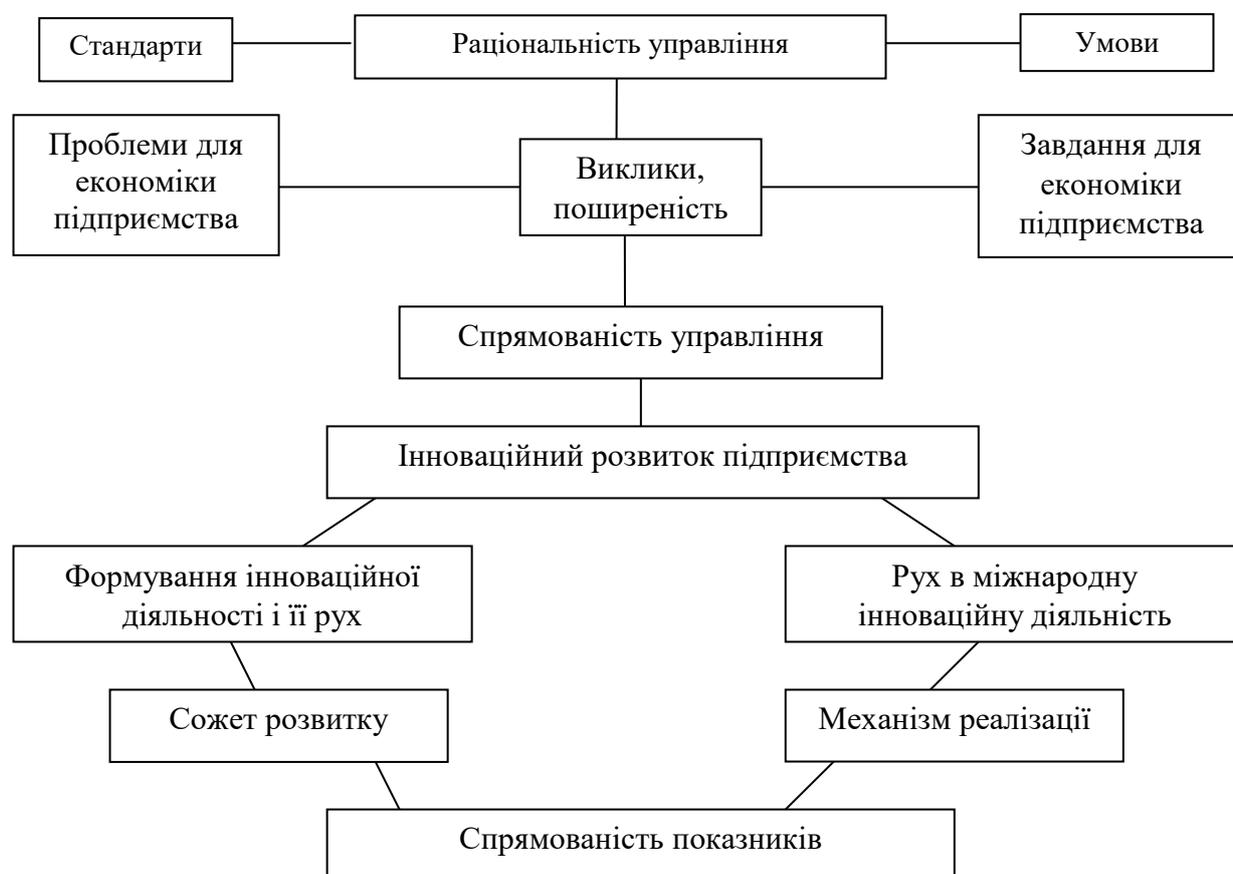 Стандарти
Раціональність управління
Умови
Проблеми для
економіки
підприємства
Виклики,
поширеність
Завдання для
економіки
підприємства
Спрямованість управління
Інноваційний розвиток підприємства
Формування інноваційної
діяльності і її рух
Рух в міжнародну
інноваційну діяльність
Сожет розвитку
Механізм реалізації
Спрямованість показників